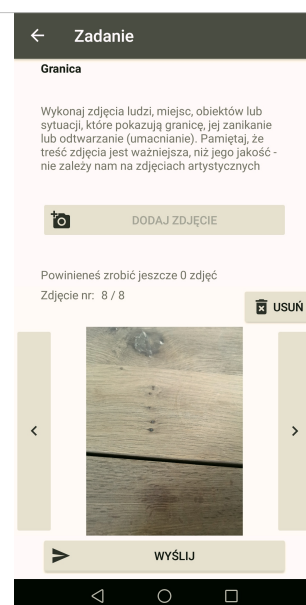 Zadanie
Granica
Wykonaj zdjęcia ludzi, miejsc, obiektów lub
sytuacji, które pokazują granicę, jej zanikanie
lub odtwarzanie (umacnianie). Pamiętaj, że
treść zdjęcia jest ważniejsza, niż jego jakość -
nie zależy nam na zdjęciach artystycznych
DODAJ ZDJĘCIE
Powinieneś zrobić jeszcze 0 zdjęć
Zdjęcie nr: 8 / 8
USUŃ
WYŚLIJ